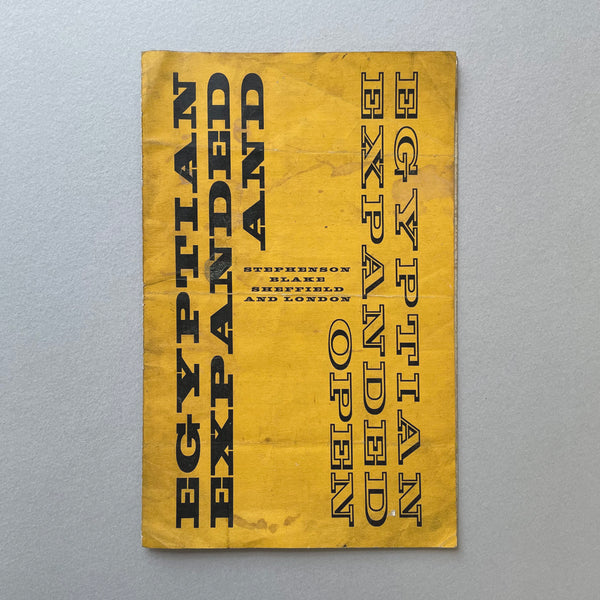 EGYPTIAN
EXPANDED
AND
STEPHENSON
BLAKE
SHEFFIELD
AND LONDON
EGYPTIAN
EXPANDED
OPEN